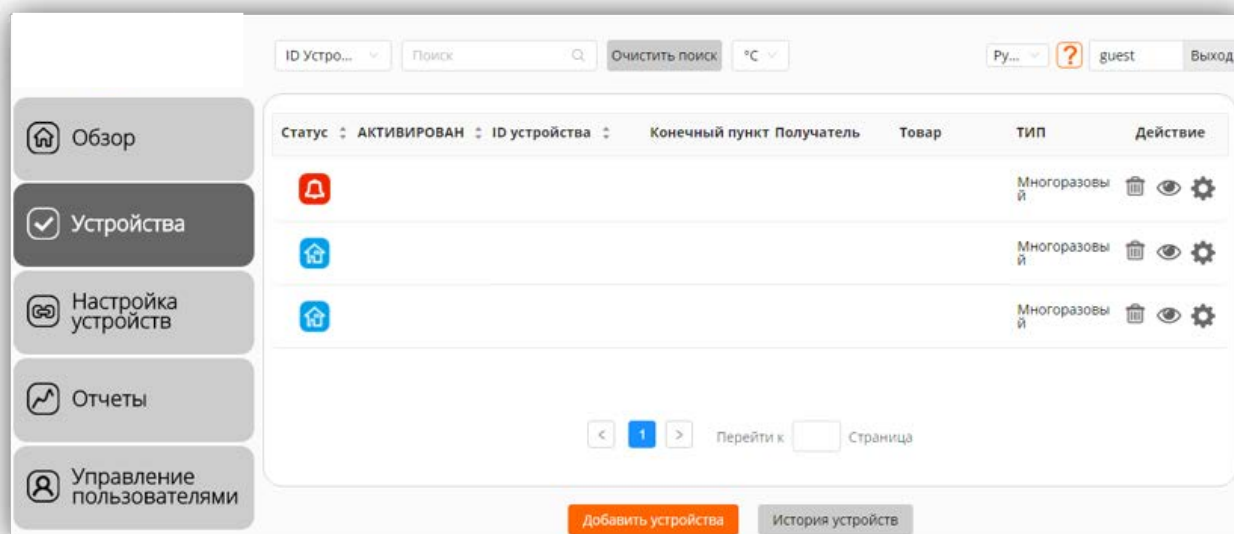 ID Устро... Поиск Очистить поиск °C Ру... ? guest Выход
Обзор
Устройства
Настройка
устройств
Отчеты
Управление
пользователями
Статус АКТИВИРОВАН ID устройства Конечный пункт Получатель Товар ТИП Действие
Многоразовы
й
Многоразовы
й
Многоразовы
й
< 1 > Перейти к Страница
Добавить устройства История устройств